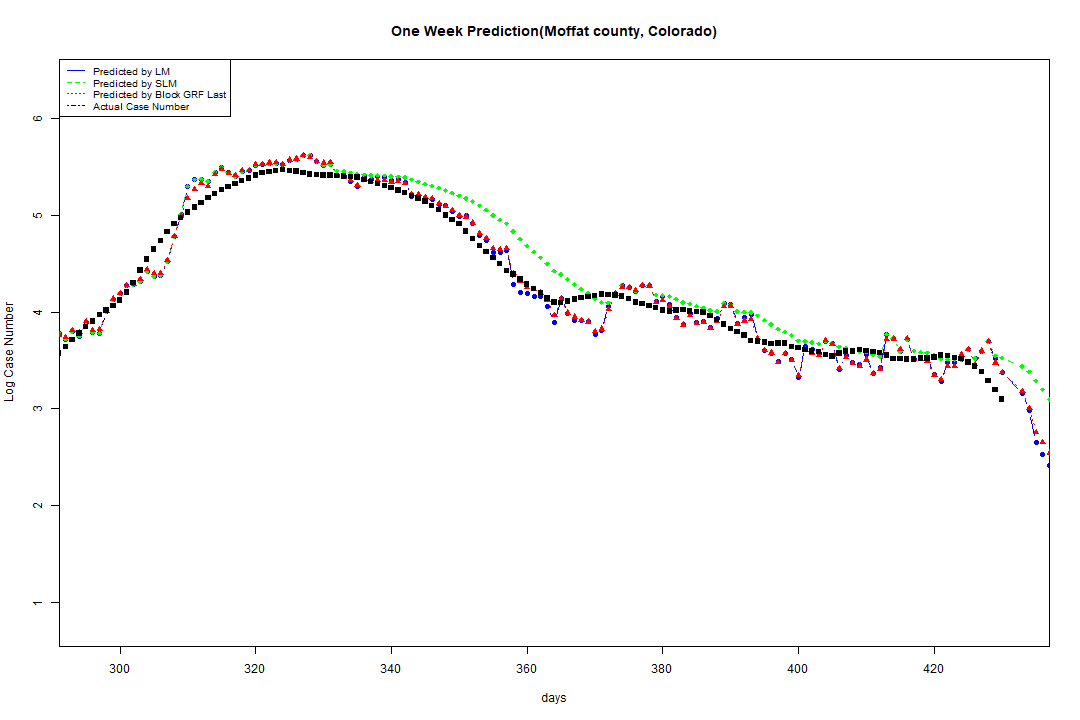 One Week Prediction(Moffat county, Colorado)
Predicted by LM
Predicted by SLM
Predicted by Block GRF Last
Actual Case Number
Log Case Number
6
5
4
3
2
1
300 320 340 360 380 400 420
days